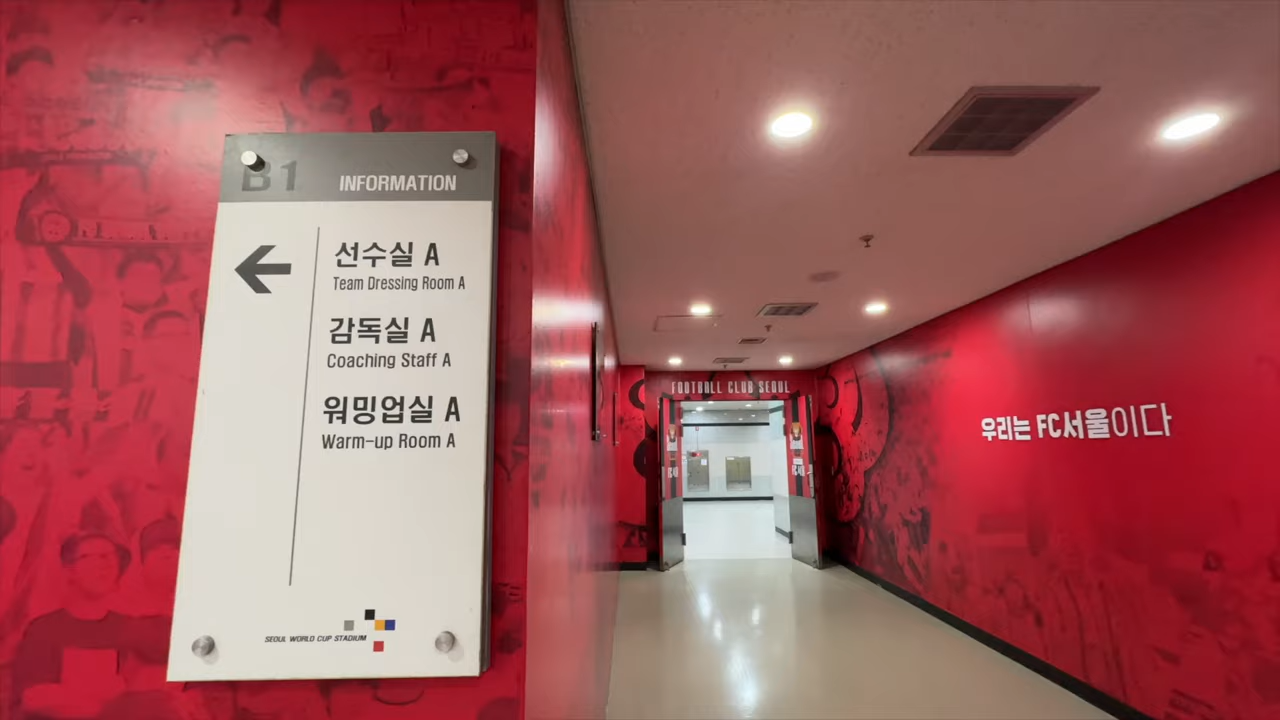 B1 INFORMATION
선수실 A
Team Dressing Room A
감독실 A
Coaching Staff A
워밍업실 A
Warm-up Room A
SEOUL WORLD CUP STADIUM
FOOTBALL CLUB SEOUL
우리는 FC서울이다